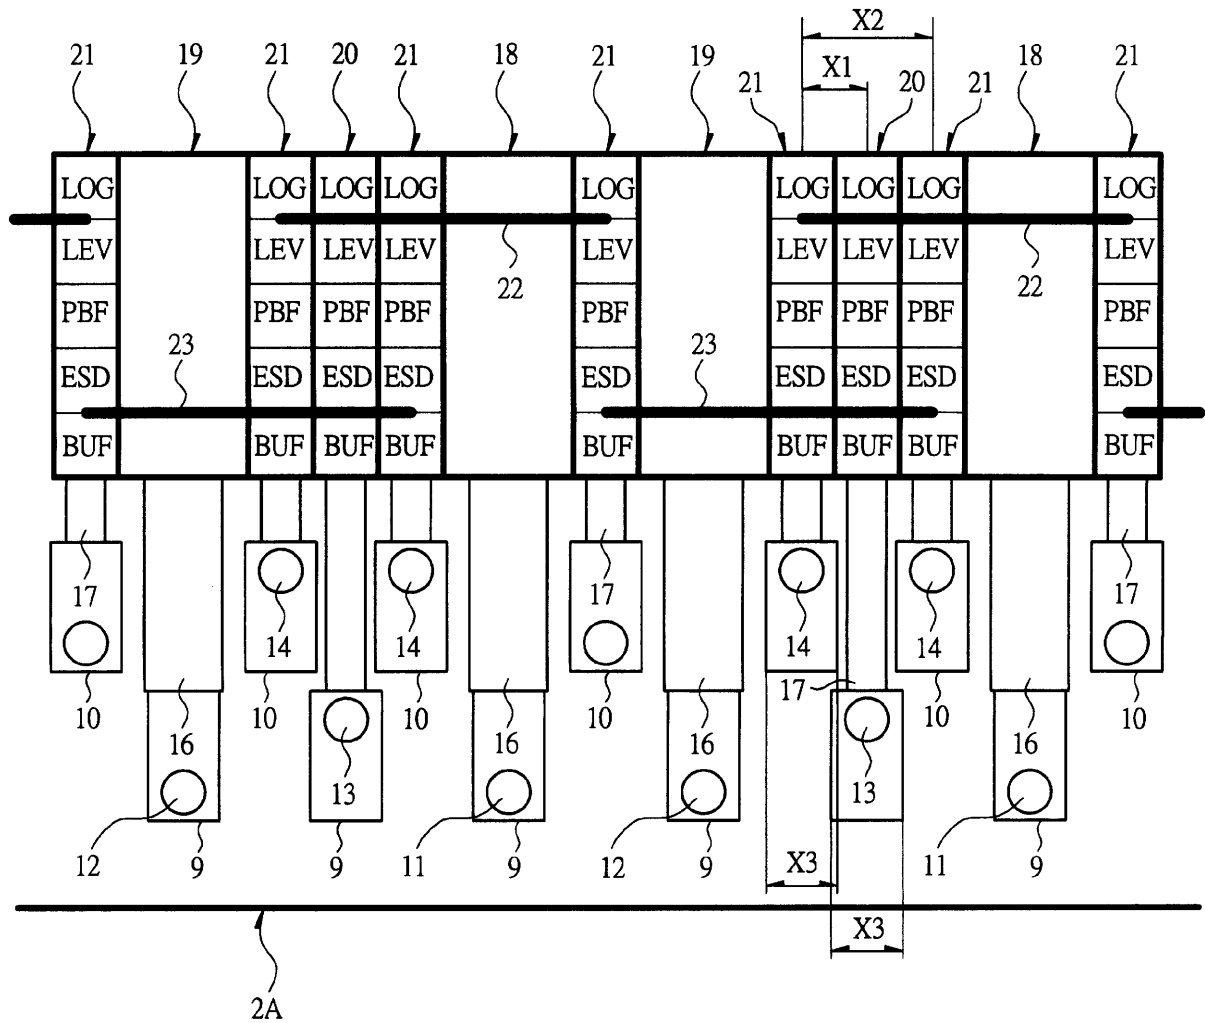 X2
21 19 21 20 21 18 21 19 X1 18 21
21 20 21
LOG LOG LOG LOG LOG LOG LOG LOG LOG
LEV LEV LEV LEV LEV LEV LEV LEV LEV
22 22
PBF PBF PBF PBF PBF PBF PBF PBF PBF
23 23
ESD ESD ESD ESD ESD ESD ESD ESD ESD
BUF BUF BUF BUF BUF BUF BUF BUF BUF
17 17 17
14 14 14 14
17
10 10 10 10 10 10
16 16 16 16
13 13
12 9 9 11 9 12 9 11 9
X3
X3
2A